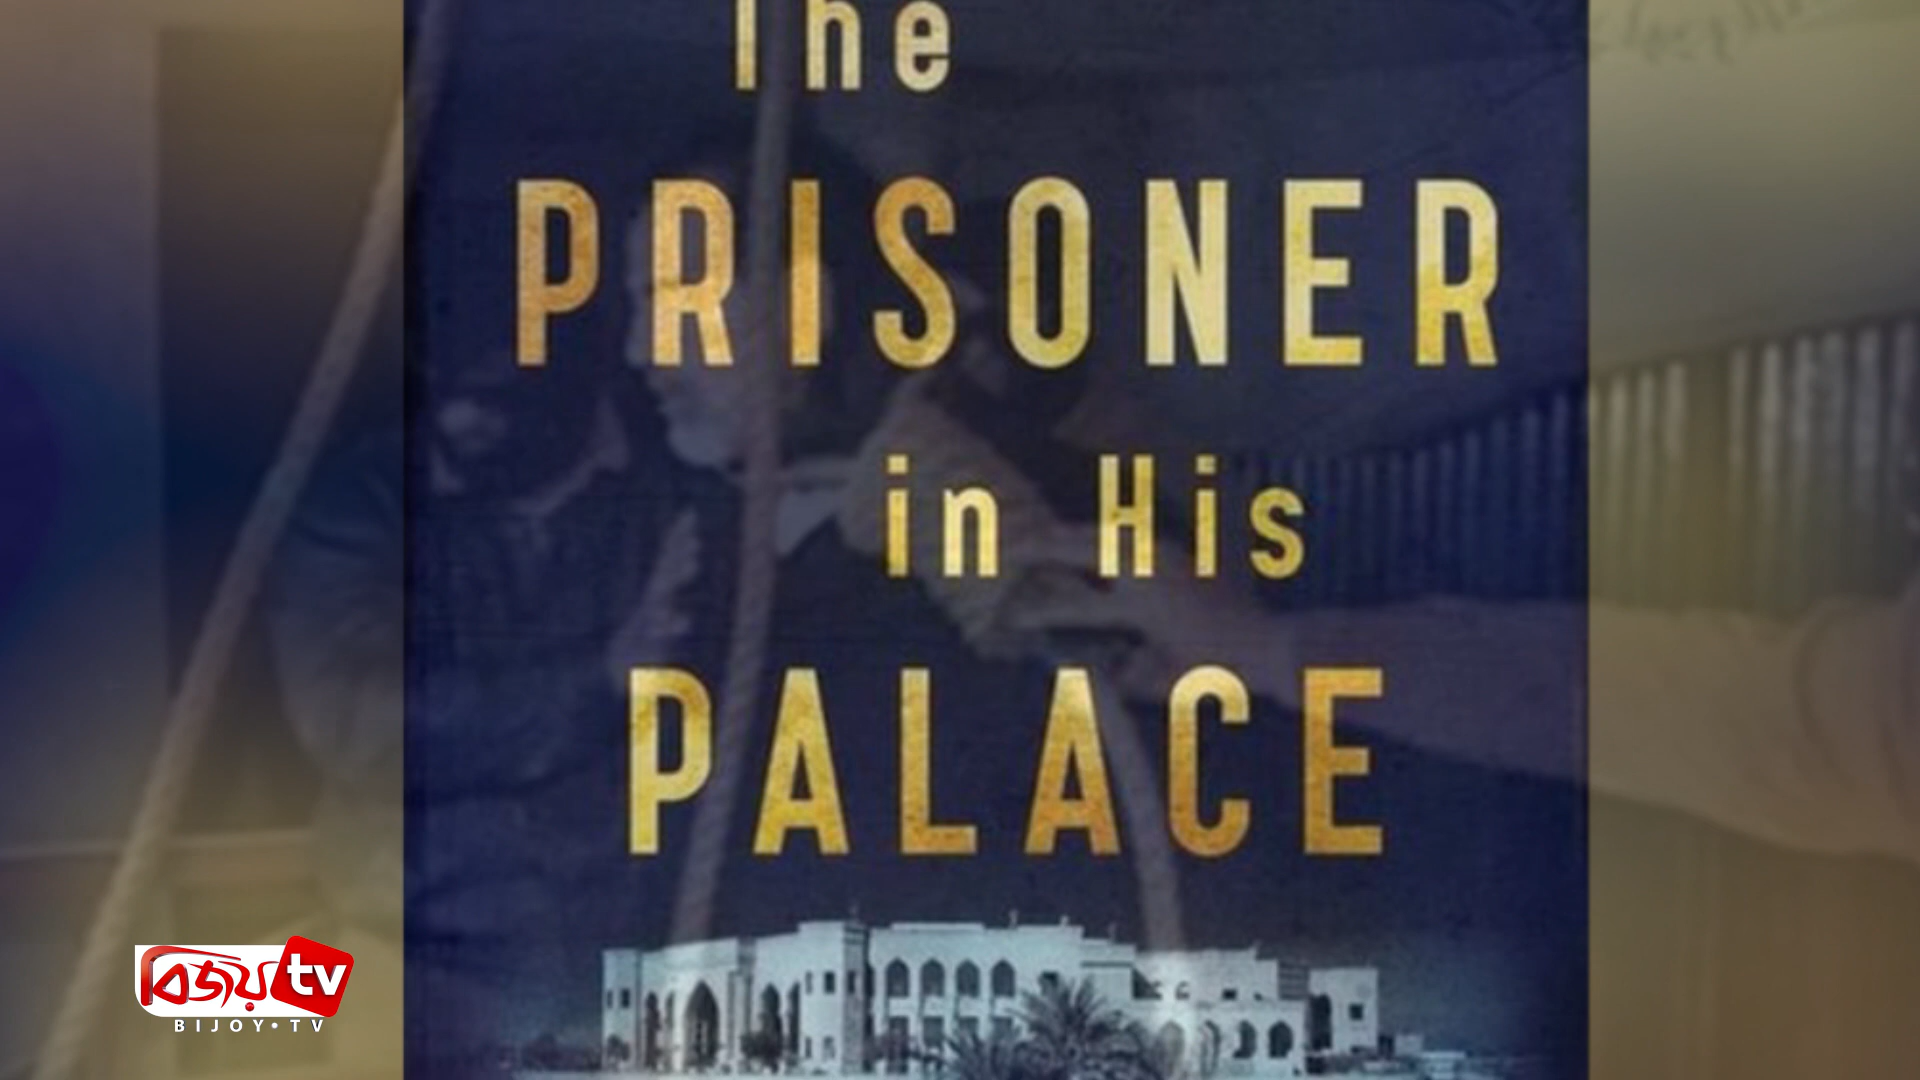 The
PRISONER
in His
PALACE
বিজয় tv
BIJOY•TV